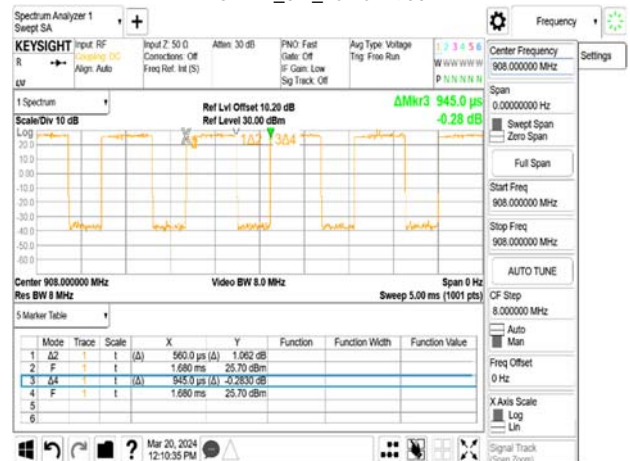 Spectrum Analyzer 1
Swept SA
+
Frequency
KEYSIGHT
R
Input: RF
Coupling: DC
Align: Auto
Input Z: 50 Ω
Corrections: Off
Freq Ref: Int (S)
Atten: 30 dB
PNO: Fast
Gate: Off
IF Gain: Low
Sig Track: Off
Avg Type: Voltage
Trig: Free Run
1 2 3 4 5 6
W W W W W W
P N N N N N
1 Spectrum
Scale/Div 10 dB
Ref Lvl Offset 10.20 dB
Ref Level 30.00 dBm
ΔMkr3 945.0 µs
-0.28 dB
Log
20.0
10.0
0.00
-10.0
-20.0
-30.0
-40.0
-50.0
-60.0
1Δ2
3Δ4
Center 908.000000 MHz
Res BW 8 MHz
Video BW 8.0 MHz
Span 0 Hz
Sweep 5.00 ms (1001 pts)
5 Marker Table
Mode Trace Scale X Y Function Function Width Function Value
1 Δ2 1 t (Δ) 560.0 µs (Δ) 1.062 dB
2 F 1 t 1.680 ms 25.70 dBm
3 Δ4 1 t (Δ) 945.0 µs (Δ) -0.2830 dB
4 F 1 t 1.680 ms 25.70 dBm
5
6
?
Mar 20, 2024
12:10:35 PM
Center Frequency
908.000000 MHz
Settings
Span
0.00000000 Hz
Swept Span
Zero Span
Full Span
Start Freq
908.000000 MHz
Stop Freq
908.000000 MHz
AUTO TUNE
CF Step
8.000000 MHz
Auto
Man
Freq Offset
0 Hz
X Axis Scale
Log
Lin
Signal Track
(Span Zoom)